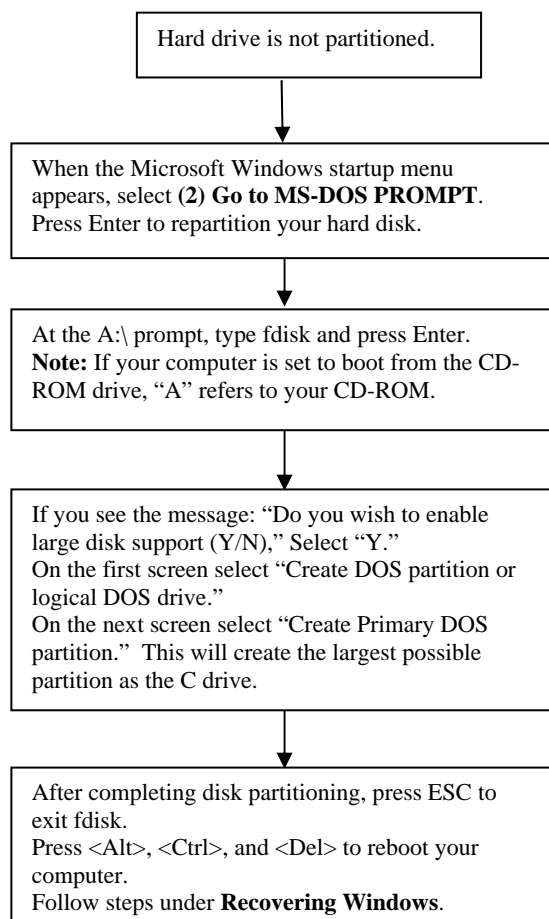 Hard drive is not partitioned.
When the Microsoft Windows startup menu
appears, select (2) Go to MS-DOS PROMPT.
Press Enter to repartition your hard disk.
At the A:\ prompt, type fdisk and press Enter.
Note: If your computer is set to boot from the CD-
ROM drive, “A” refers to your CD-ROM.
If you see the message: “Do you wish to enable
large disk support (Y/N),” Select “Y.”
On the first screen select “Create DOS partition or
logical DOS drive.”
On the next screen select “Create Primary DOS
partition.”  This will create the largest possible
partition as the C drive.
After completing disk partitioning, press ESC to
exit fdisk.
Press <Alt>, <Ctrl>, and <Del> to reboot your
computer.
Follow steps under Recovering Windows.